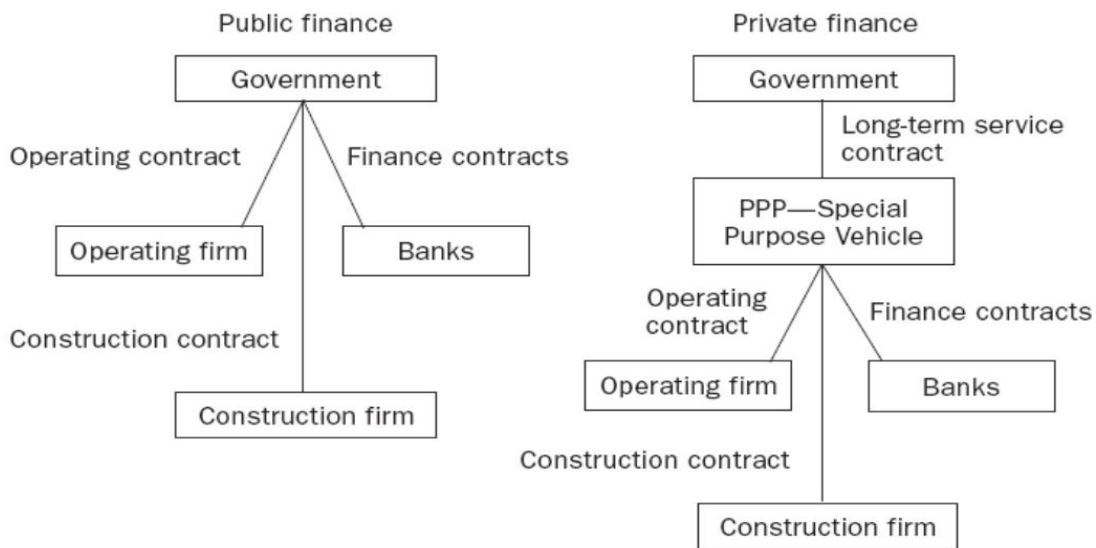 Public finance
Government
Operating contract
Finance contracts
Operating firm
Banks
Construction contract
Construction firm
Private finance
Government
Long-term service
contract
PPP—Special
Purpose Vehicle
Operating
contract
Finance contracts
Operating firm
Banks
Construction contract
Construction firm